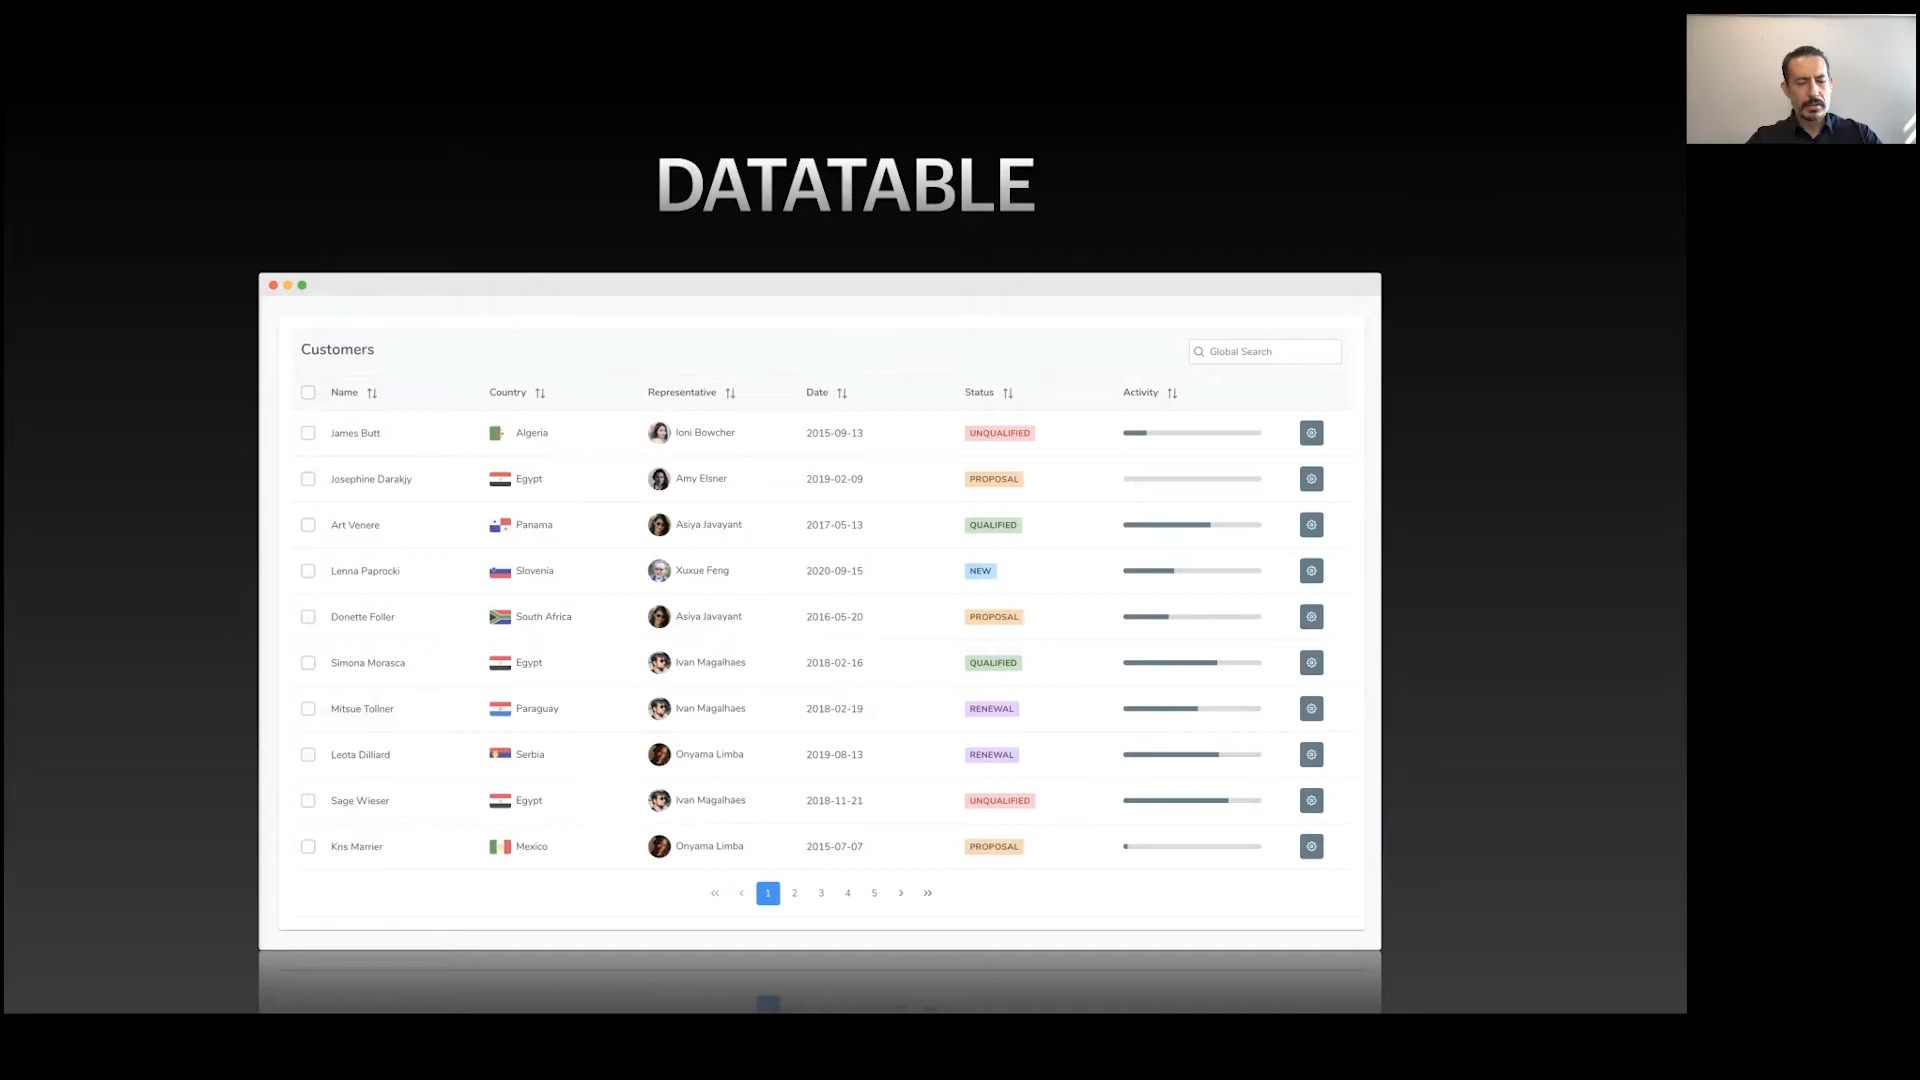 DATATABLE
Customers
Global Search
Name Country Representative Date Status Activity
James Butt Algeria Ioni Bowcher 2015-09-13 UNQUALIFIED
Josephine Darakjy Egypt Amy Elsner 2019-02-09 PROPOSAL
Art Venere Panama Asiya Javayant 2017-05-13 QUALIFIED
Lenna Paprocki Slovenia Xuxue Feng 2020-09-15 NEW
Donette Foller South Africa Asiya Javayant 2016-05-20 PROPOSAL
Simona Morasca Egypt Ivan Magalhaes 2018-02-16 QUALIFIED
Mitsue Tollner Paraguay Ivan Magalhaes 2018-02-19 RENEWAL
Leota Dilliard Serbia Onyama Limba 2019-08-13 RENEWAL
Sage Wieser Egypt Ivan Magalhaes 2018-11-21 UNQUALIFIED
Kris Marrier Mexico Onyama Limba 2015-07-07 PROPOSAL
« ‹ 1 2 3 4 5 › »